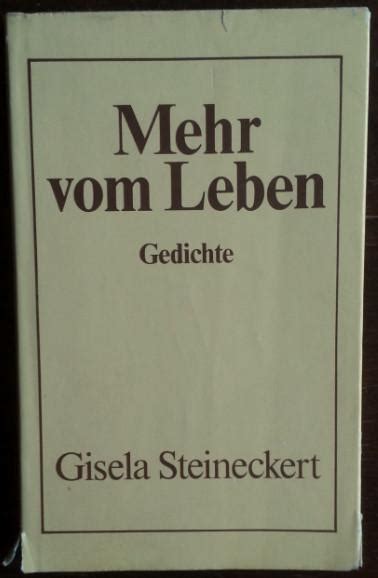 Mehr
vom Leben
Gedichte
Gisela Steineckert